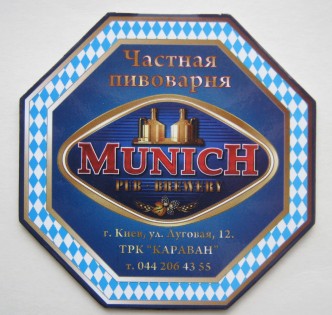 Частная
пивоварня
MUNICH
PUB BREWERY
г. Киев, ул. Луговая, 12.
ТРК "КАРАВАН"
т. 044 206 43 55